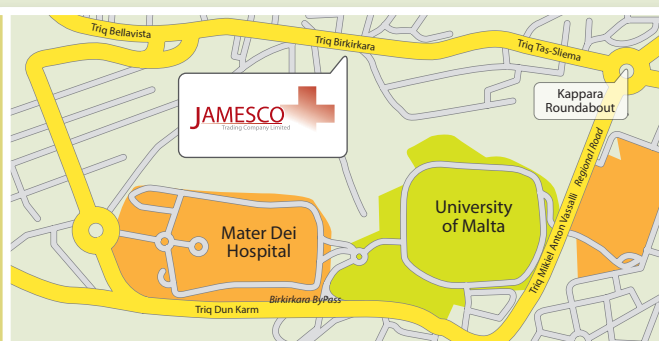 Triq Bellavista
Triq Birkirkara
Triq Tas-Sliema
Kappara
Roundabout
JAMESCO
Trading Company Limited
Regional Road
Triq Mikiel Anton Vassalli
University
of Malta
Mater Dei
Hospital
Birkirkara ByPass
Triq Dun Karm